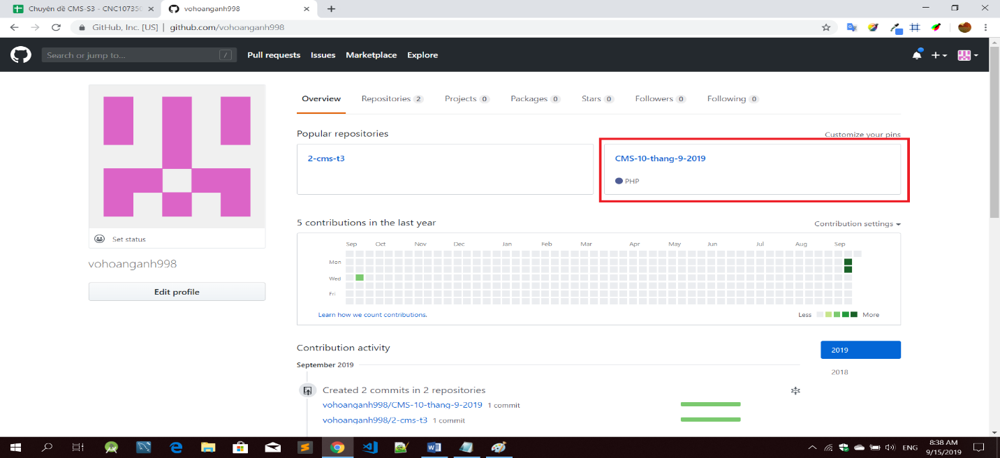 Chuyên đề CMS-S3 - CNC10735
vohoanganh998
GitHub, Inc. [US] | github.com/vohoanganh998
Search or jump to... /
Pull requests Issues Marketplace Explore
Overview Repositories 2 Projects 0 Packages 0 Stars 0 Followers 0 Following 0
Popular repositories
Customize your pins
2-cms-t3
CMS-10-thang-9-2019
PHP
Set status
vohoanganh998
Edit profile
5 contributions in the last year
Contribution settings
Sep Oct Nov Dec Jan Feb Mar Apr May Jun Jul Aug Sep
Mon
Wed
Fri
Learn how we count contributions.
Less More
Contribution activity
2019
2018
September 2019
Created 2 commits in 2 repositories
vohoanganh998/CMS-10-thang-9-2019 1 commit
vohoanganh998/2-cms-t3 1 commit
ENG
8:38 AM
9/15/2019